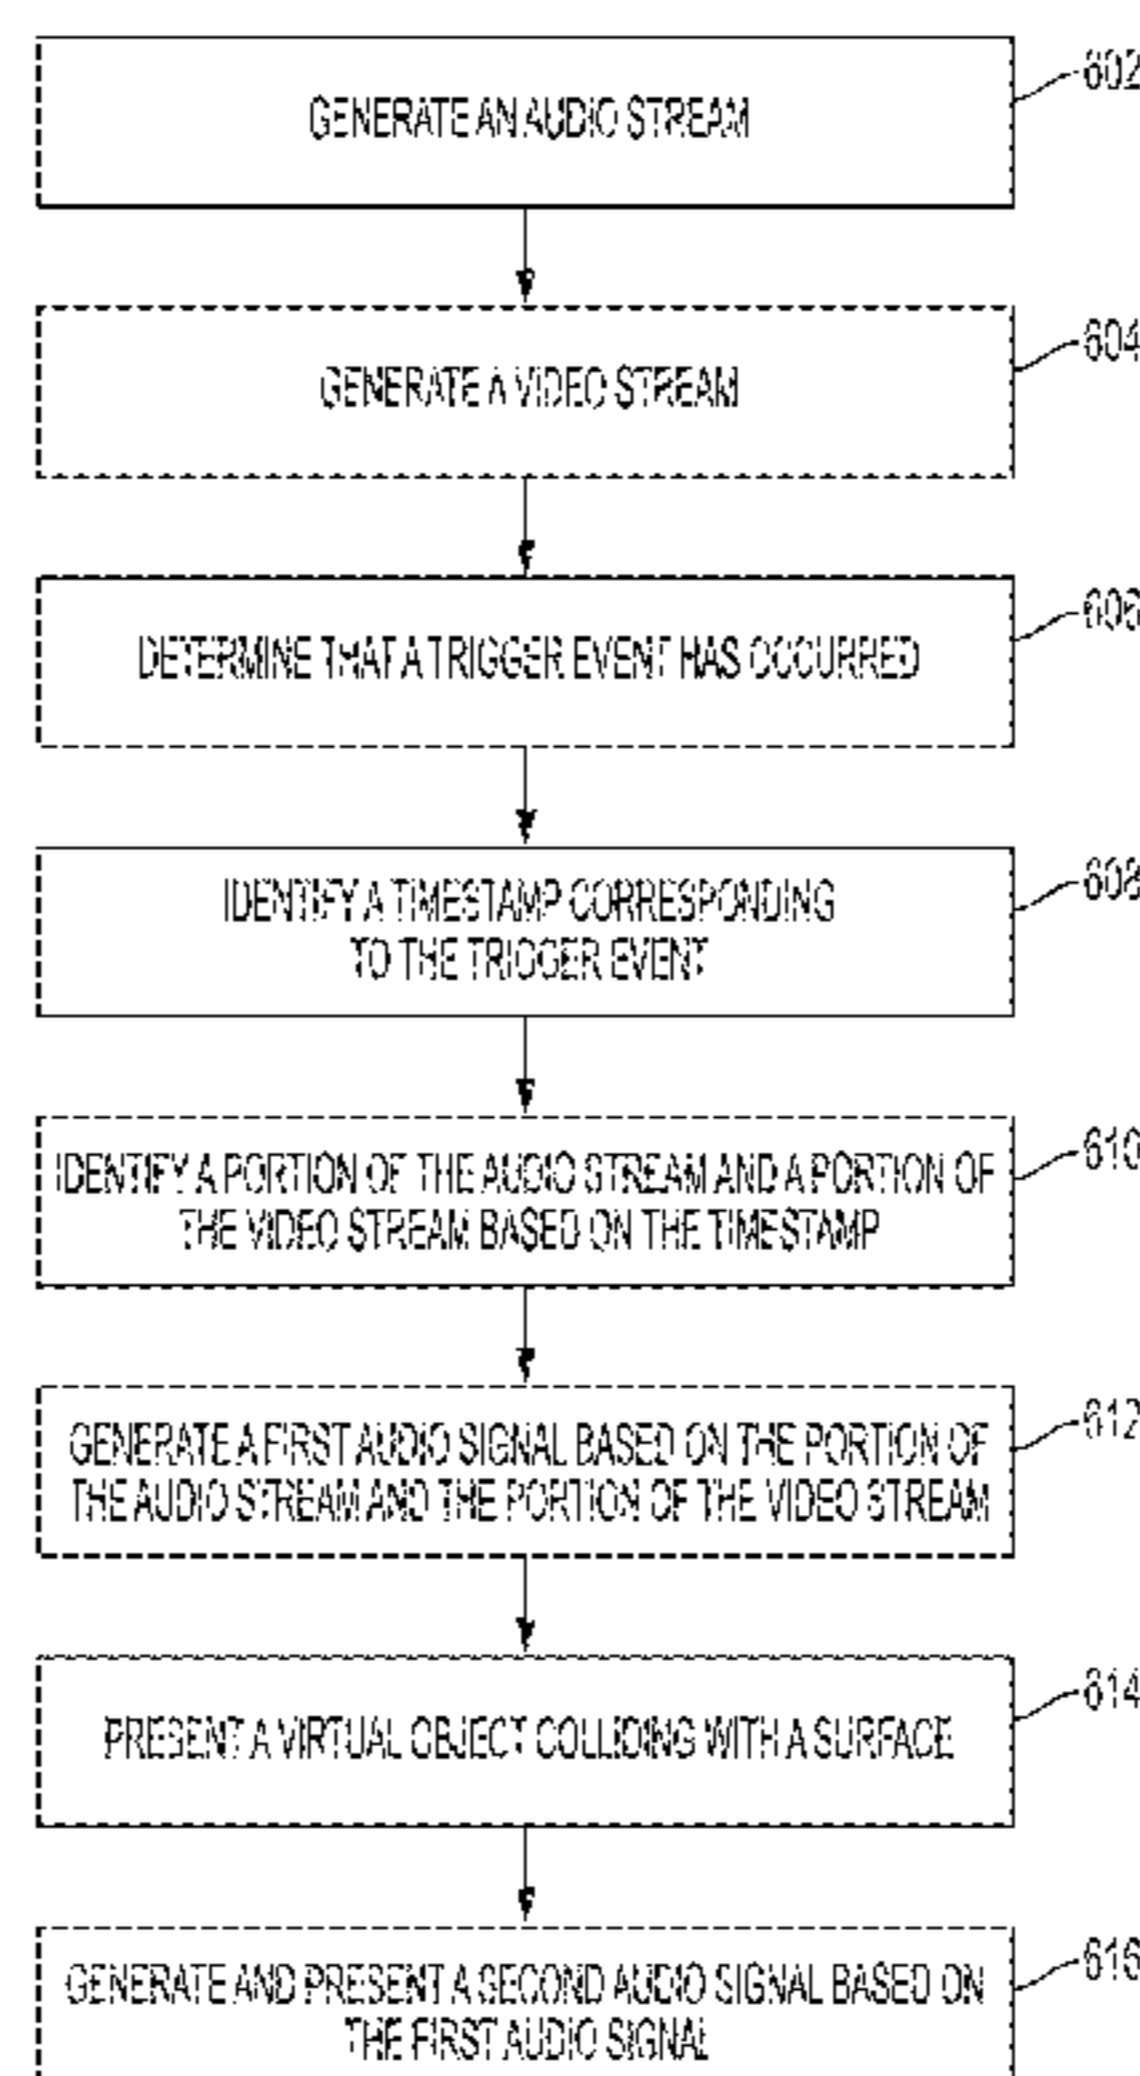 602
GENERATE AN AUDIO STREAM
604
GENERATE A VIDEO STREAM
606
DETERMINE THAT A TRIGGER EVENT HAS OCCURRED
608
IDENTIFY A TIMESTAMP CORRESPONDING
TO THE TRIGGER EVENT
610
IDENTIFY A PORTION OF THE AUDIO STREAM AND A PORTION OF
THE VIDEO STREAM BASED ON THE TIMESTAMP
612
GENERATE A FIRST AUDIO SIGNAL BASED ON THE PORTION OF
THE AUDIO STREAM AND THE PORTION OF THE VIDEO STREAM
614
PRESENT A VIRTUAL OBJECT COLLIDING WITH A SURFACE
616
GENERATE AND PRESENT A SECOND AUDIO SIGNAL BASED ON
THE FIRST AUDIO SIGNAL